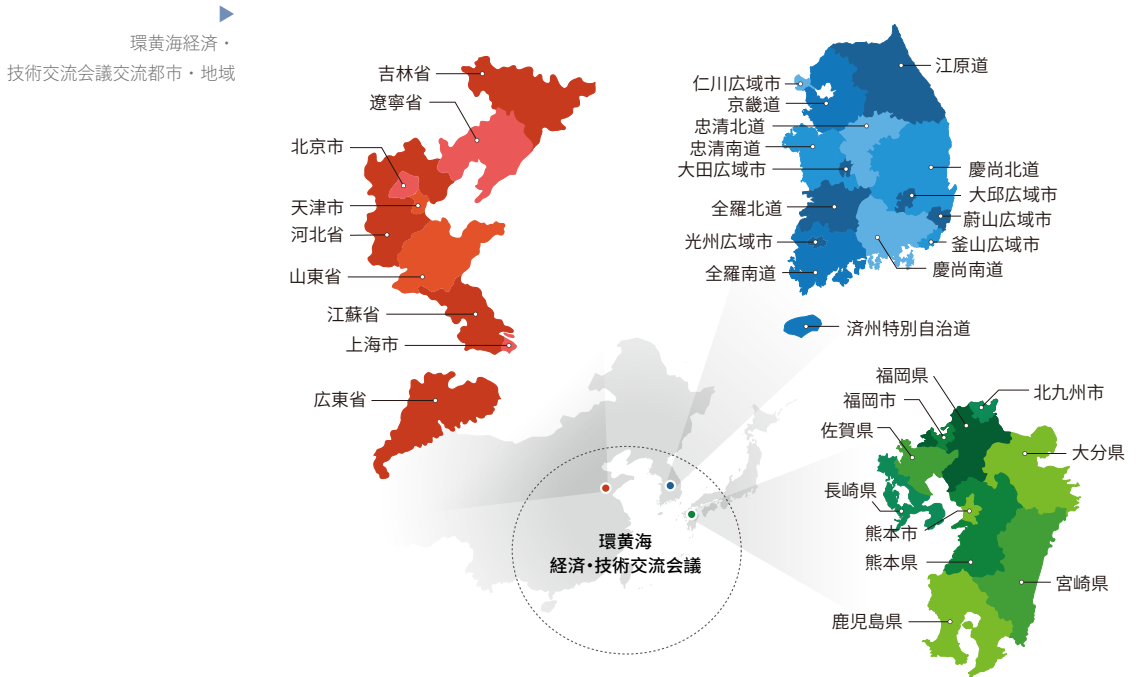 環黄海経済・
技術交流会議交流都市・地域
吉林省
遼寧省
北京市
天津市
河北省
山東省
江蘇省
上海市
広東省
仁川広域市
京畿道
忠清北道
忠清南道
大田広域市
全羅北道
光州広域市
全羅南道
江原道
慶尚北道
大邱広域市
蔚山広域市
釜山広域市
慶尚南道
済州特別自治道
福岡県
福岡市
佐賀県
長崎県
熊本市
熊本県
鹿児島県
北九州市
大分県
宮崎県
環黄海
経済・技術交流会議